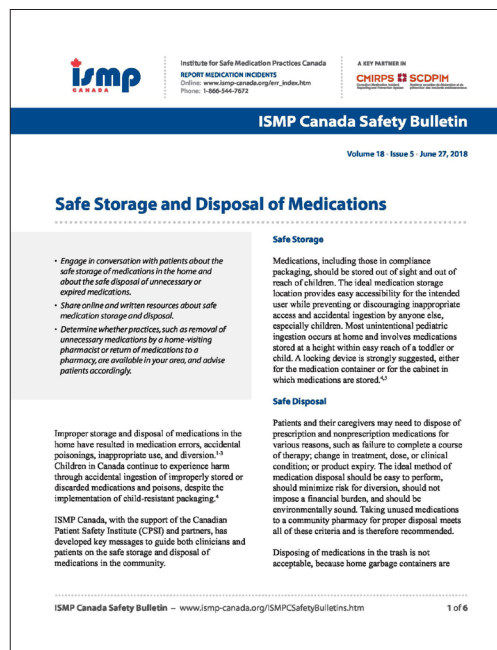 ismp
CANADA
Institute for Safe Medication Practices Canada
REPORT MEDICATION INCIDENTS
Online: www.ismp-canada.org/err_index.htm
Phone: 1-866-544-7672
A KEY PARTNER IN
CMIRPS SCDPIM
ISMP Canada Safety Bulletin
Volume 18 · Issue 5 · June 27, 2018
Safe Storage and Disposal of Medications
• Engage in conversation with patients about the
safe storage of medications in the home and
about the safe disposal of unnecessary or
expired medications.
• Share online and written resources about safe
medication storage and disposal.
• Determine whether practices, such as removal of
unnecessary medications by a home-visiting
pharmacist or return of medications to a
pharmacy, are available in your area, and advise
patients accordingly.
Improper storage and disposal of medications in the
home have resulted in medication errors, accidental
poisonings, inappropriate use, and diversion.1-3
Children in Canada continue to experience harm
through accidental ingestion of improperly stored or
discarded medications and poisons, despite the
implementation of child-resistant packaging.4
ISMP Canada, with the support of the Canadian
Patient Safety Institute (CPSI) and partners, has
developed key messages to guide both clinicians and
patients on the safe storage and disposal of
medications in the community.
Safe Storage
Medications, including those in compliance
packaging, should be stored out of sight and out of
reach of children. The ideal medication storage
location provides easy accessibility for the intended
user while preventing or discouraging inappropriate
access and accidental ingestion by anyone else,
especially children. Most unintentional pediatric
ingestion occurs at home and involves medications
stored at a height within easy reach of a toddler or
child. A locking device is strongly suggested, either
for the medication container or for the cabinet in
which medications are stored.4,5
Safe Disposal
Patients and their caregivers may need to dispose of
prescription and nonprescription medications for
various reasons, such as failure to complete a course
of therapy; change in treatment, dose, or clinical
condition; or product expiry. The ideal method of
medication disposal should be easy to perform,
should minimize risk for diversion, should not
impose a financial burden, and should be
environmentally sound. Taking unused medications
to a community pharmacy for proper disposal meets
all of these criteria and is therefore recommended.
Disposing of medications in the trash is not
acceptable, because home garbage containers are
ISMP Canada Safety Bulletin – www.ismp-canada.org/ISMPCSafetyBulletins.htm
1 of 6